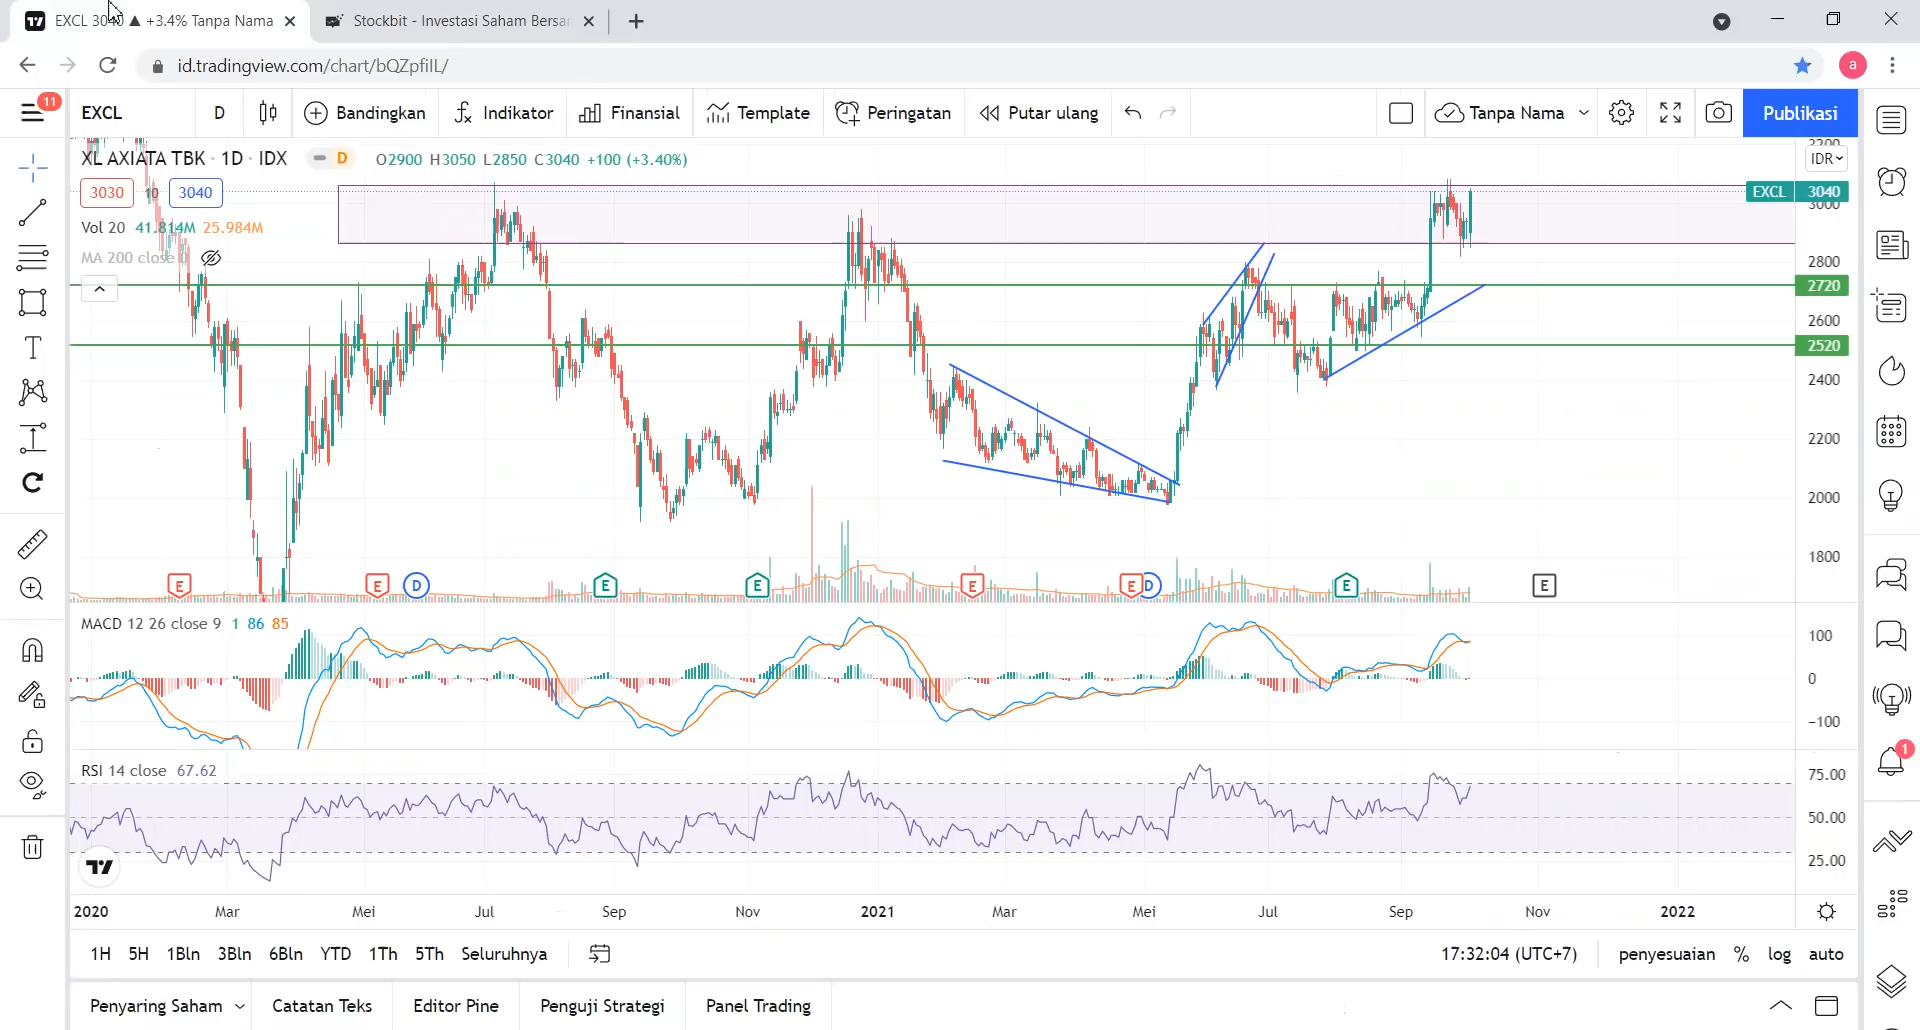 EXCL 3040 ▲ +3.4% Tanpa Nama
Stockbit - Investasi Saham Bersa
id.tradingview.com/chart/bQZpfiIL/
a
11
EXCL D Bandingkan Indikator Finansial Template Peringatan Putar ulang Tanpa Nama Publikasi
XL AXIATA TBK · 1D · IDX D O2900 H3050 L2850 C3040 +100 (+3.40%)
IDR
3030 10 3040
Vol 20 41.814M 25.984M
MA 200 close 0
3200
EXCL 3040
3000
2800
2720
2600
2520
2400
2200
2000
1800
E E D E E E E D E E
MACD 12 26 close 9 1 86 85
100
0
−100
RSI 14 close 67.62
75.00
50.00
25.00
2020 Mar Mei Jul Sep Nov 2021 Mar Mei Jul Sep Nov 2022
1H 5H 1Bln 3Bln 6Bln YTD 1Th 5Th Seluruhnya 17:32:04 (UTC+7) penyesuaian % log auto
Penyaring Saham Catatan Teks Editor Pine Penguji Strategi Panel Trading
1